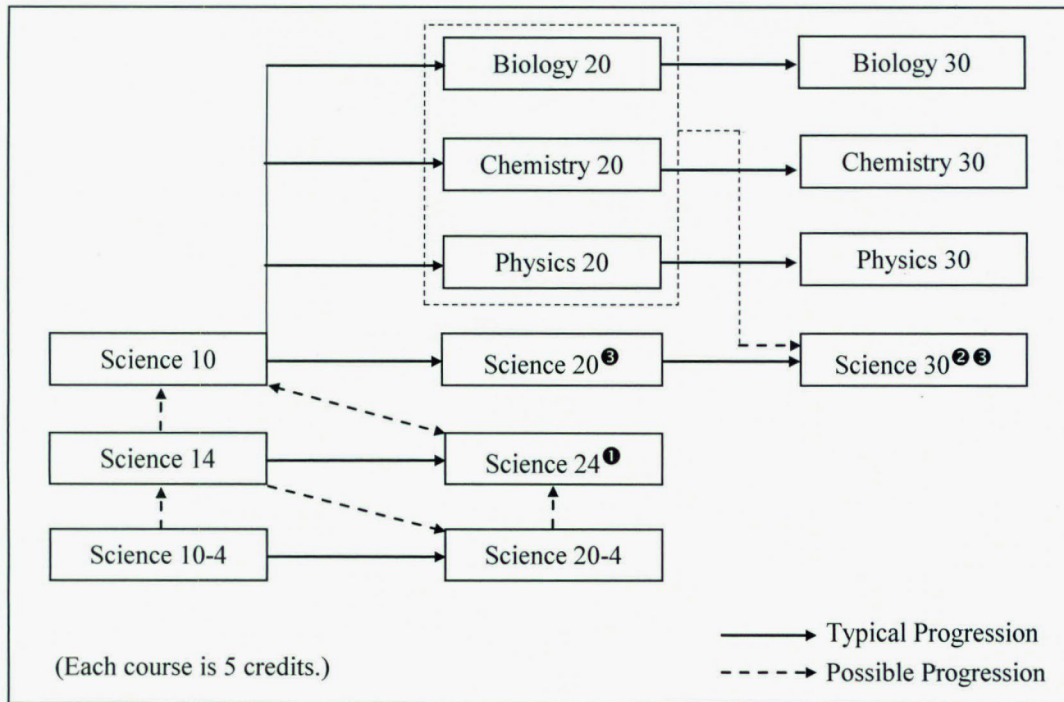 Biology 20
Biology 30
Chemistry 20
Chemistry 30
Physics 20
Physics 30
Science 10
Science 20❸
Science 30❷❸
Science 14
Science 24❶
Science 10-4
Science 20-4
Typical Progression
(Each course is 5 credits.)
Possible Progression